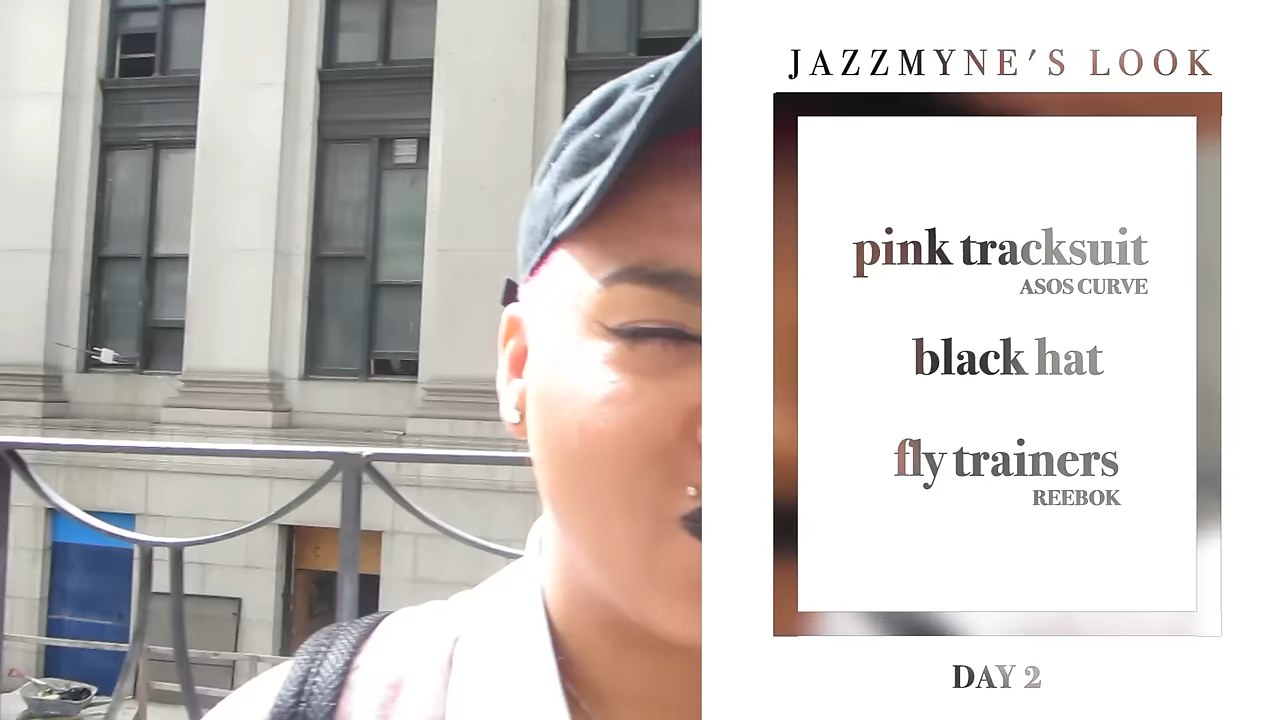 JAZZMYNE'S LOOK
pink tracksuit
ASOS CURVE
black hat
fly trainers
REEBOK
DAY 2